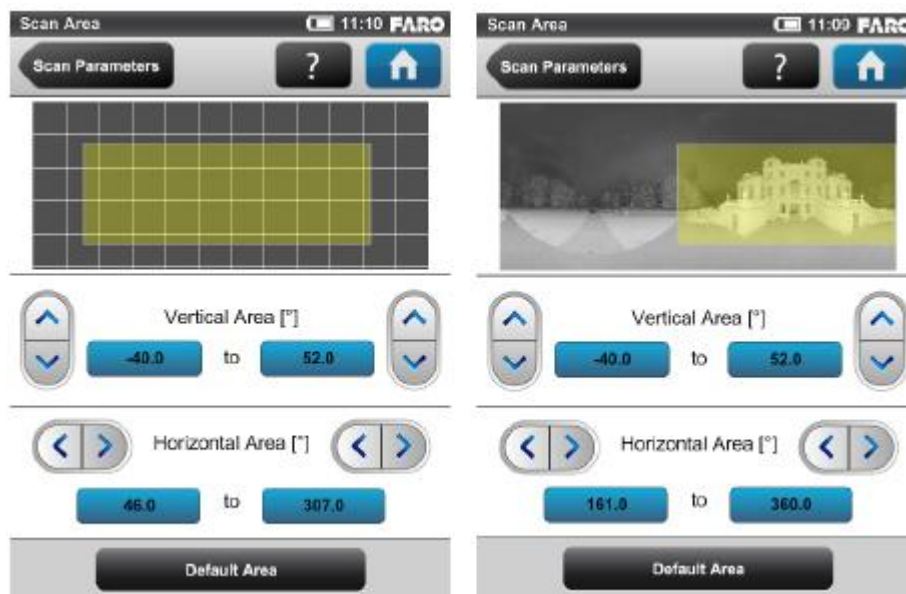 Scan Area 11:10 FARO
Scan Parameters ?
Vertical Area [°]
-40.0 to 52.0
Horizontal Area [°]
46.0 to 307.0
Default Area
Scan Area 11:09 FARO
Scan Parameters ?
Vertical Area [°]
-40.0 to 52.0
Horizontal Area [°]
161.0 to 360.0
Default Area